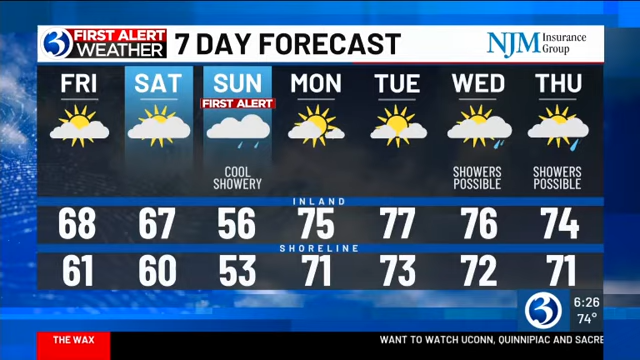 3 FIRST ALERT WEATHER 7 DAY FORECAST
NJM Insurance Group
FRI SAT SUN MON TUE WED THU
FIRST ALERT
COOL SHOWERY
SHOWERS POSSIBLE
SHOWERS POSSIBLE
INLAND
68 67 56 75 77 76 74
SHORELINE
61 60 53 71 73 72 71
3 6:26
74°
THE WAX WANT TO WATCH UCONN, QUINNIPIAC AND SACRE